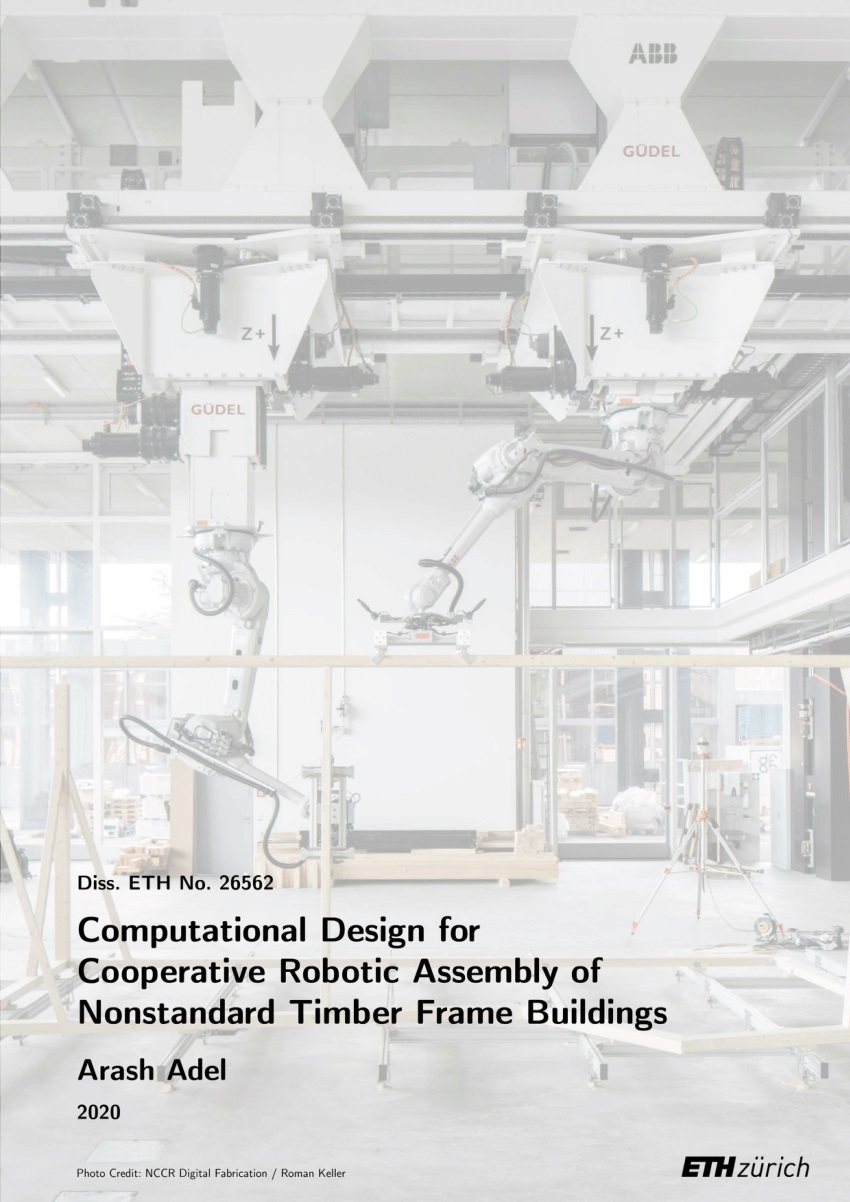 ABB
GÜDEL
Z+
Z+
GÜDEL
Diss. ETH No. 26562
Computational Design for
Cooperative Robotic Assembly of
Nonstandard Timber Frame Buildings
Arash Adel
2020
Photo Credit: NCCR Digital Fabrication / Roman Keller
ETH zürich